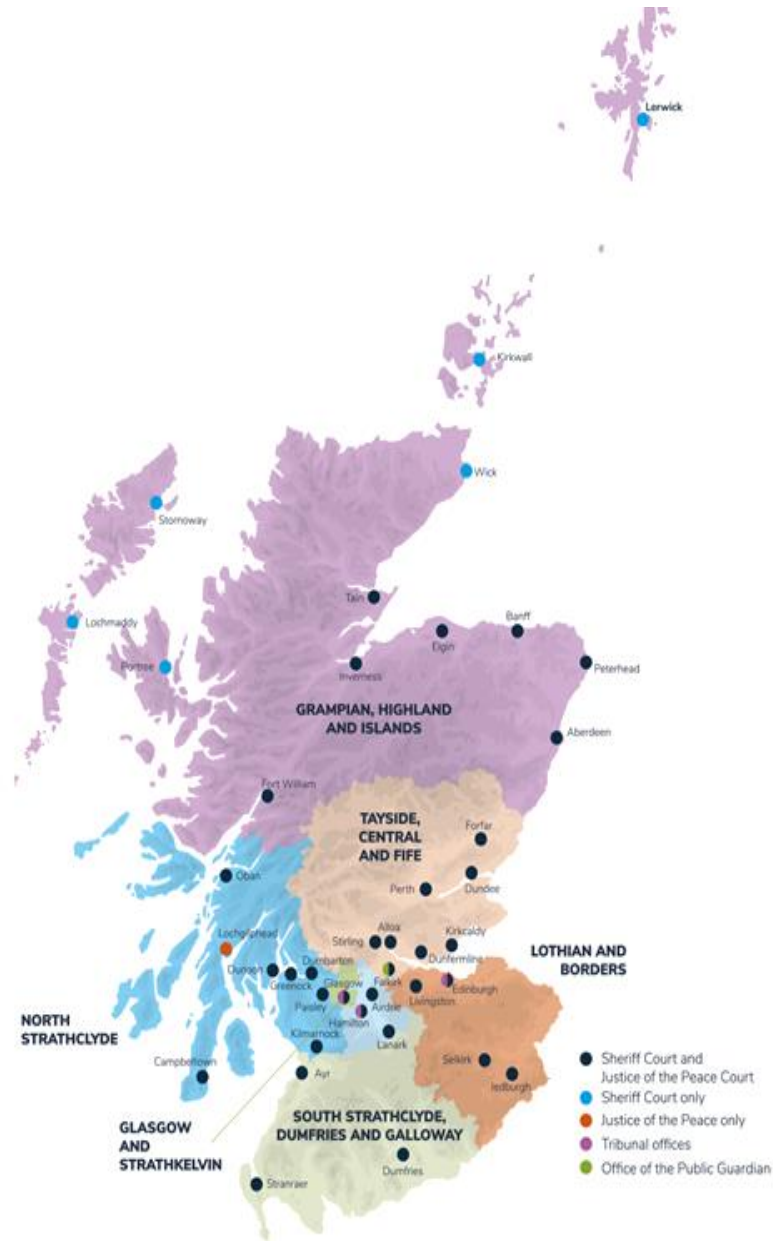 Lerwick
Kirkwall
Wick
Stornoway
Tain
Lochmaddy
Banff
Elgin
Portree
Inverness
Peterhead
GRAMPIAN, HIGHLAND
AND ISLANDS
Aberdeen
Fort William
TAYSIDE,
CENTRAL
AND FIFE
Forfar
Oban
Perth
Dundee
Alloa
Stirling
Kirkcaldy
Lochgilphead
Dunfermline
LOTHIAN AND
BORDERS
Dumbarton
Dunoon
Greenock
Glasgow
Falkirk
Edinburgh
Livingston
Paisley
Airdrie
NORTH
STRATHCLYDE
Hamilton
Kilmarnock
Lanark
Campbeltown
Ayr
Selkirk
Jedburgh
GLASGOW
AND
STRATHKELVIN
SOUTH STRATHCLYDE,
DUMFRIES AND GALLOWAY
Dumfries
Stranraer
Sheriff Court and
Justice of the Peace Court
Sheriff Court only
Justice of the Peace only
Tribunal offices
Office of the Public Guardian